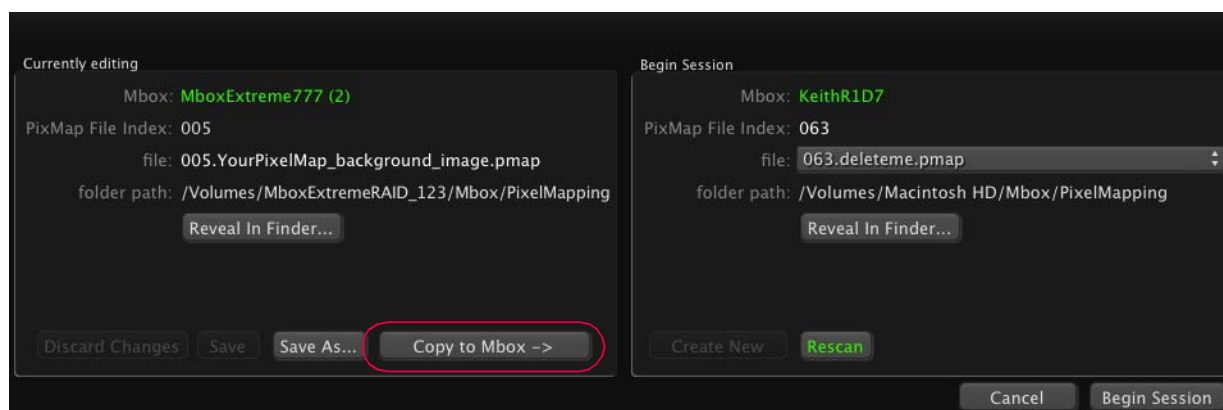 Currently editing
Mbox: MboxExtreme777 (2)
PixMap File Index: 005
file: 005.YourPixelMap_background_image.pmap
folder path: /Volumes/MboxExtremeRAID_123/Mbox/PixelMapping
Reveal In Finder...
Discard Changes Save Save As... Copy to Mbox ->
Begin Session
Mbox: KeithR1D7
PixMap File Index: 063
file: 063.deleteme.pmap
folder path: /Volumes/Macintosh HD/Mbox/PixelMapping
Reveal In Finder...
Create New Rescan
Cancel Begin Session